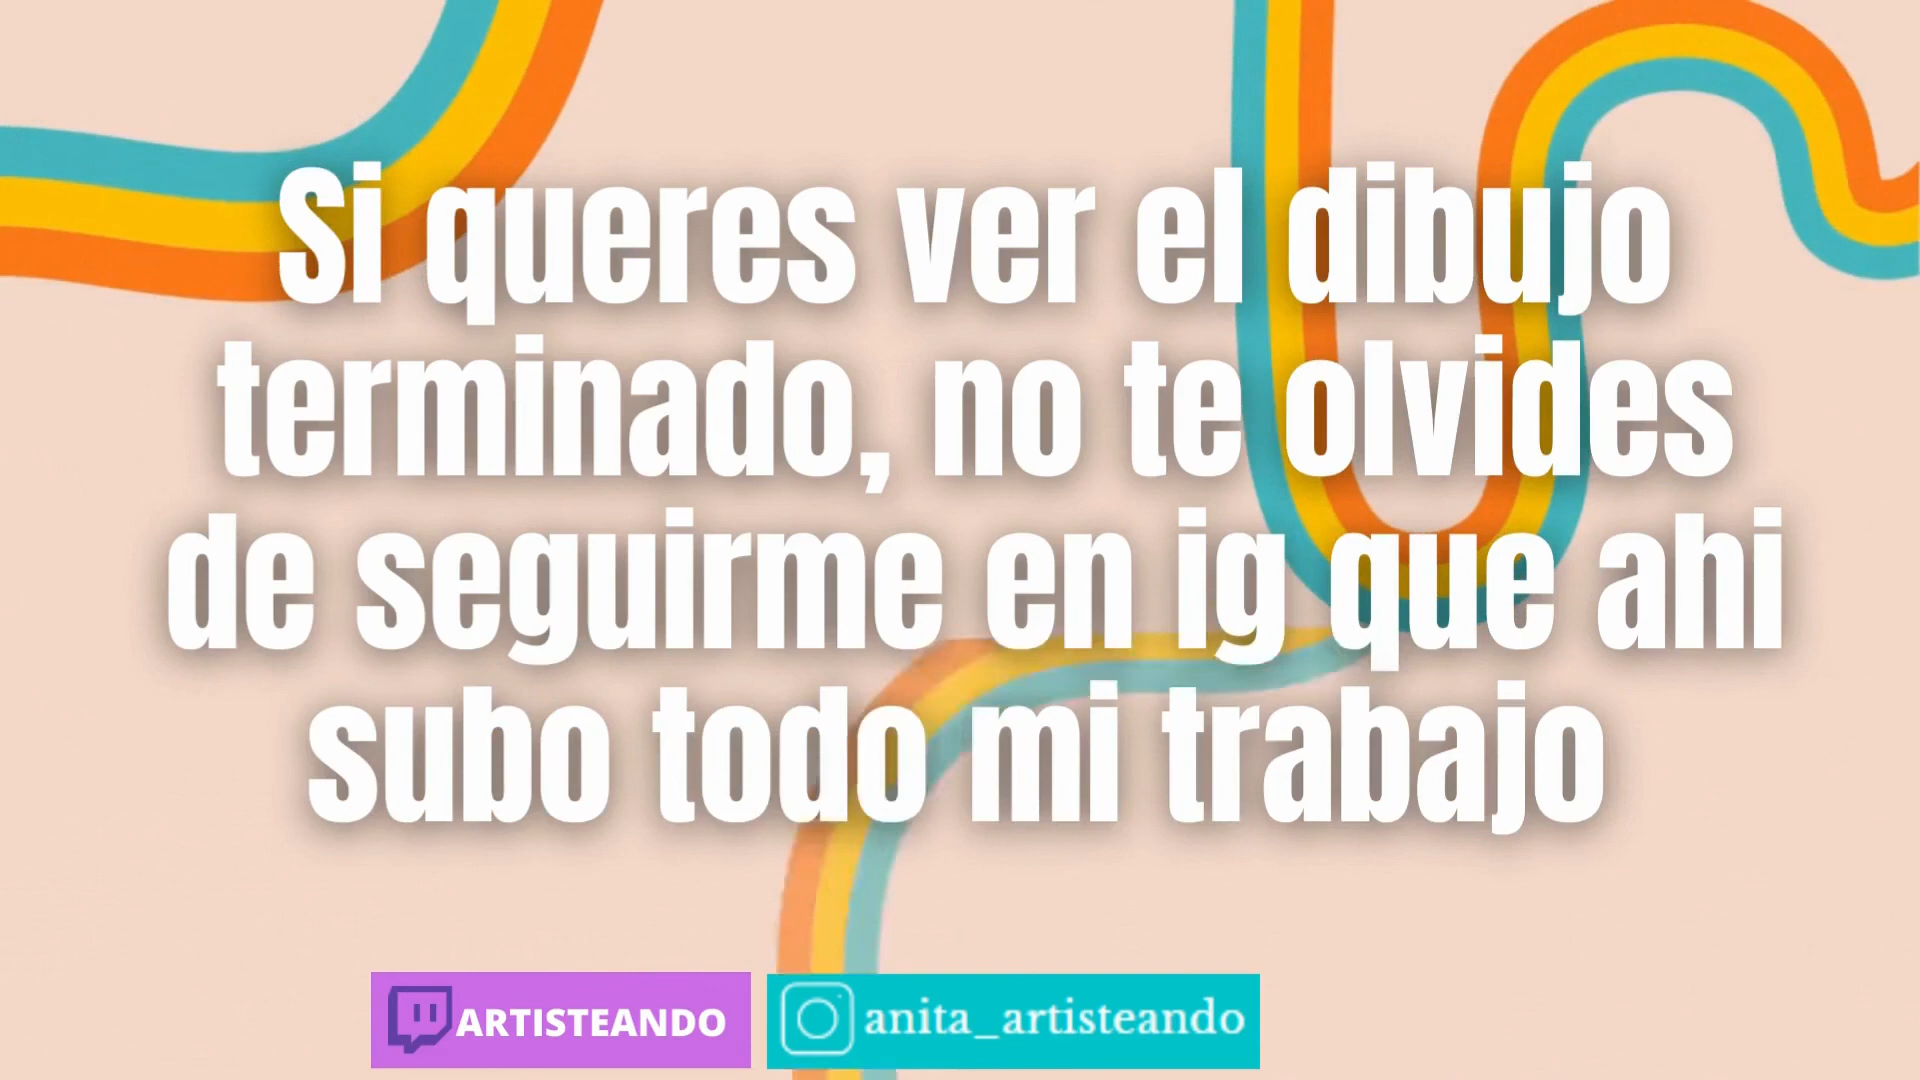 Si queres ver el dibujo
terminado, no te olvides
de seguirme en ig que ahi
subo todo mi trabajo
ARTISTEANDO
anita_artisteando